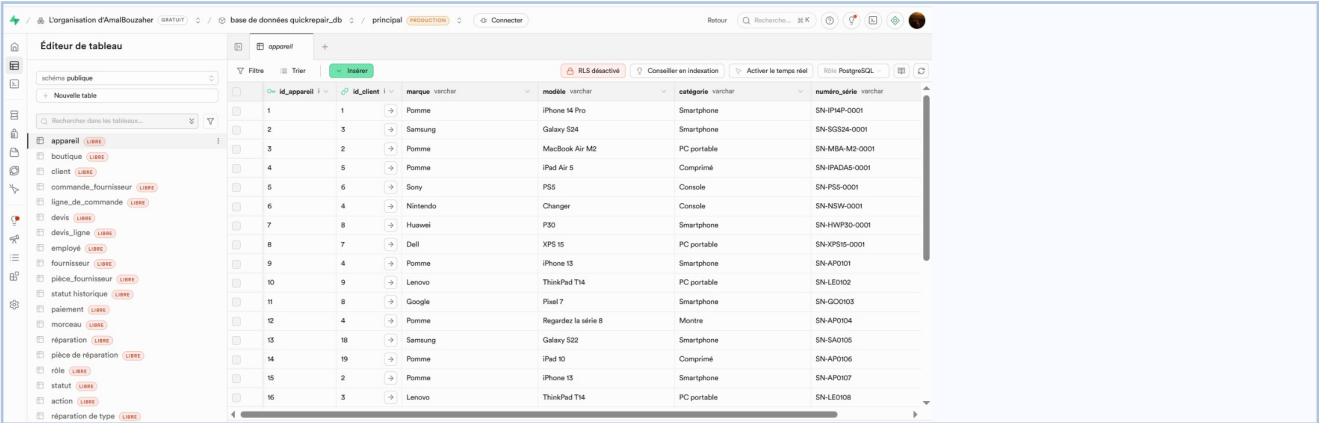 L'organisation d'AmalBouzaher GRATUIT / base de données quickrepair_db / principal PRODUCTION Connecter Retour Recherche... ⌘K
Éditeur de tableau
appareil +
schéma publique
+ Nouvelle table
Rechercher dans les tableaux...
appareil LIBRE
boutique LIBRE
client LIBRE
commande_fournisseur LIBRE
ligne_de_commande LIBRE
devis LIBRE
devis_ligne LIBRE
employé LIBRE
fournisseur LIBRE
pièce_fournisseur LIBRE
statut historique LIBRE
paiement LIBRE
morceau LIBRE
réparation LIBRE
pièce de réparation LIBRE
rôle LIBRE
statut LIBRE
action LIBRE
réparation de type LIBRE
Filtre Trier Insérer RLS désactivé Conseiller en indexation Activer le temps réel Rôle PostgreSQL
id_appareil i id_client i marque varchar modèle varchar catégorie varchar numéro_série varchar
1 1 Pomme iPhone 14 Pro Smartphone SN-IP14P-0001
2 3 Samsung Galaxy S24 Smartphone SN-SGS24-0001
3 2 Pomme MacBook Air M2 PC portable SN-MBA-M2-0001
4 5 Pomme iPad Air 5 Comprimé SN-IPADA5-0001
5 6 Sony PS5 Console SN-PS5-0001
6 4 Nintendo Changer Console SN-NSW-0001
7 8 Huawei P30 Smartphone SN-HWP30-0001
8 7 Dell XPS 15 PC portable SN-XPS15-0001
9 4 Pomme iPhone 13 Smartphone SN-AP0101
10 9 Lenovo ThinkPad T14 PC portable SN-LE0102
11 8 Google Pixel 7 Smartphone SN-GO0103
12 4 Pomme Regardez la série 8 Montre SN-AP0104
13 18 Samsung Galaxy S22 Smartphone SN-SA0105
14 19 Pomme iPad 10 Comprimé SN-AP0106
15 2 Pomme iPhone 13 Smartphone SN-AP0107
16 3 Lenovo ThinkPad T14 PC portable SN-LE0108